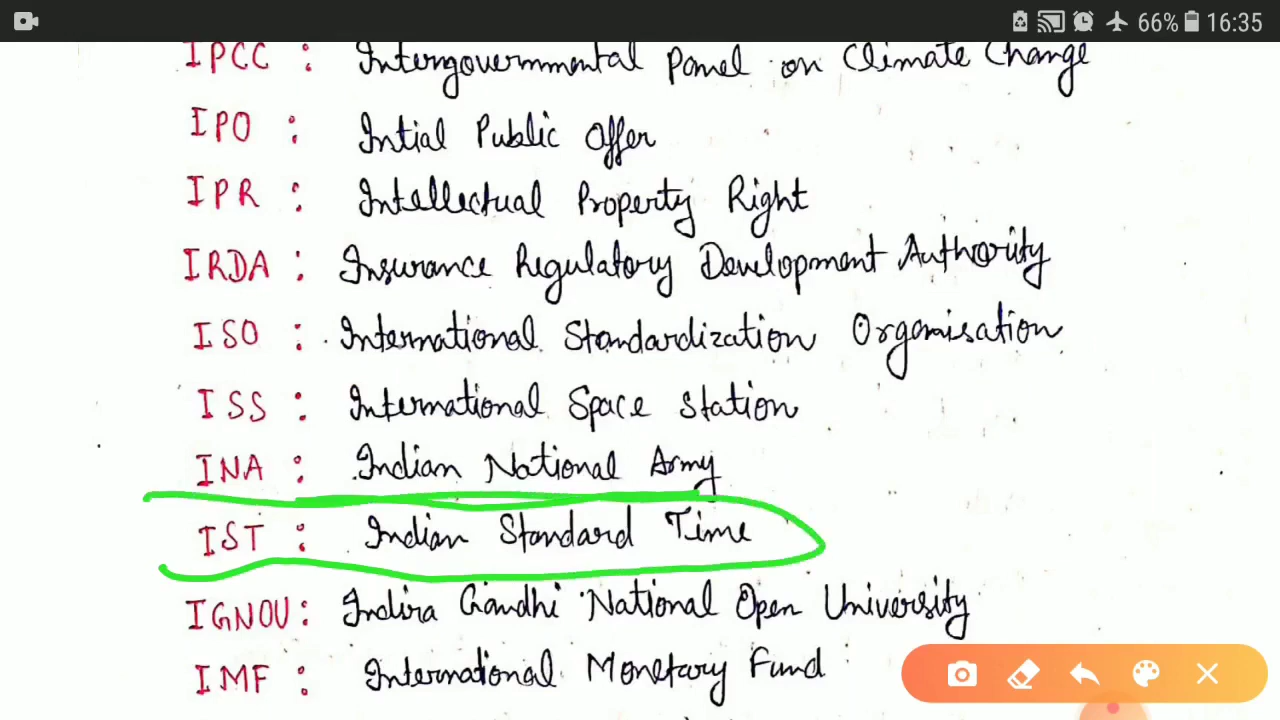 66% 16:35
IPCC : Intergovernmental Panel on Climate Change
IPO : Intial Public Offer
IPR : Intellectual Property Right
IRDA : Insurance Regulatory Development Authority
ISO : International Standardization Organisation
ISS : International Space Station
INA : Indian National Army
IST : Indian Standard Time
IGNOU : Indira Gandhi National Open University
IMF : International Monetary Fund